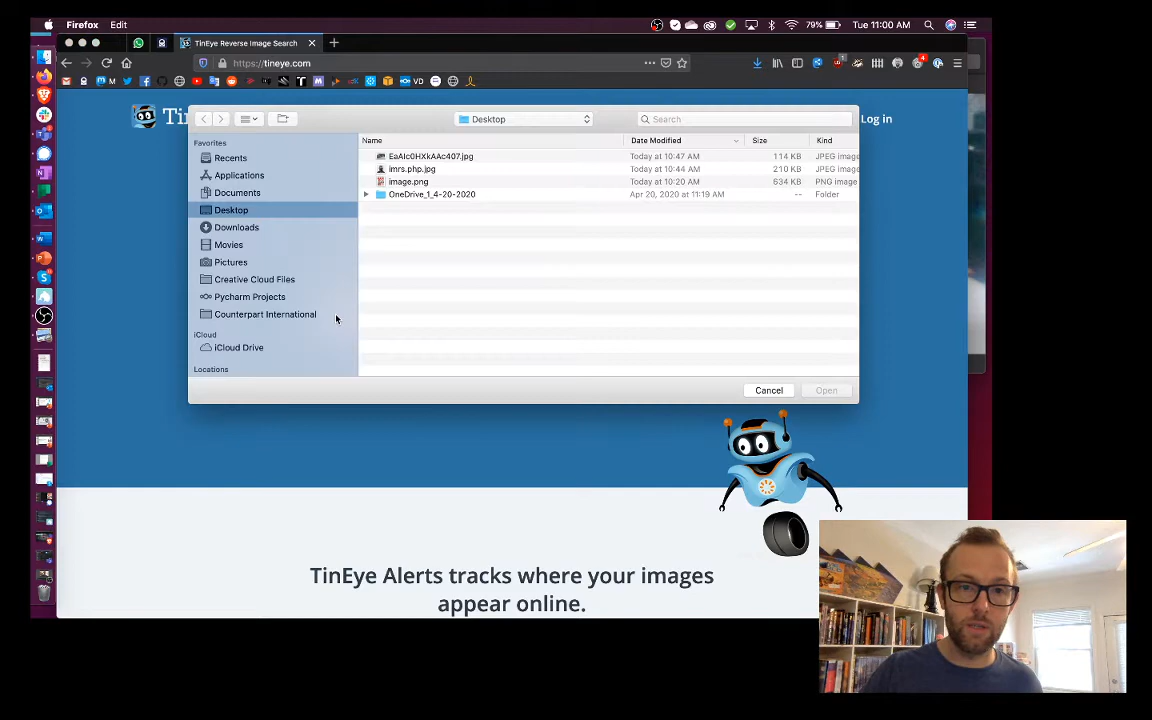 Firefox Edit 79% Tue 11:00 AM
TinEye Reverse Image Search
https://tineye.com
VD
Ti Desktop Search Log in
Favorites
Recents
Applications
Documents
Desktop
Downloads
Movies
Pictures
Creative Cloud Files
Pycharm Projects
Counterpart International
iCloud
iCloud Drive
Locations
Name Date Modified Size Kind
EaAIc0HXkAAc407.jpg Today at 10:47 AM 114 KB JPEG image
imrs.php.jpg Today at 10:44 AM 210 KB JPEG image
image.png Today at 10:20 AM 634 KB PNG image
OneDrive_1_4-20-2020 Apr 20, 2020 at 11:19 AM -- Folder
Cancel Open
TinEye Alerts tracks where your images
appear online.